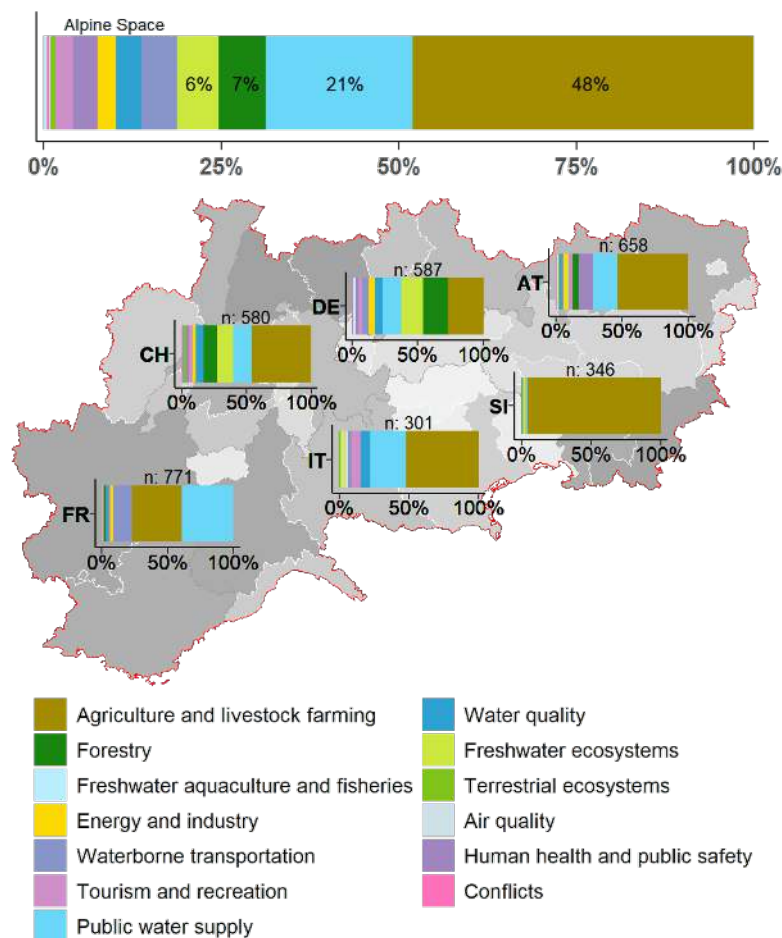 Alpine Space
6% 7% 21% 48%
0% 25% 50% 75% 100%
n: 658
AT
0% 50% 100%
n: 587
DE
0% 50% 100%
n: 580
CH
0% 50% 100%
n: 346
SI
0% 50% 100%
n: 301
IT
0% 50% 100%
n: 771
FR
0% 50% 100%
Agriculture and livestock farming
Forestry
Freshwater aquaculture and fisheries
Energy and industry
Waterborne transportation
Tourism and recreation
Public water supply
Water quality
Freshwater ecosystems
Terrestrial ecosystems
Air quality
Human health and public safety
Conflicts